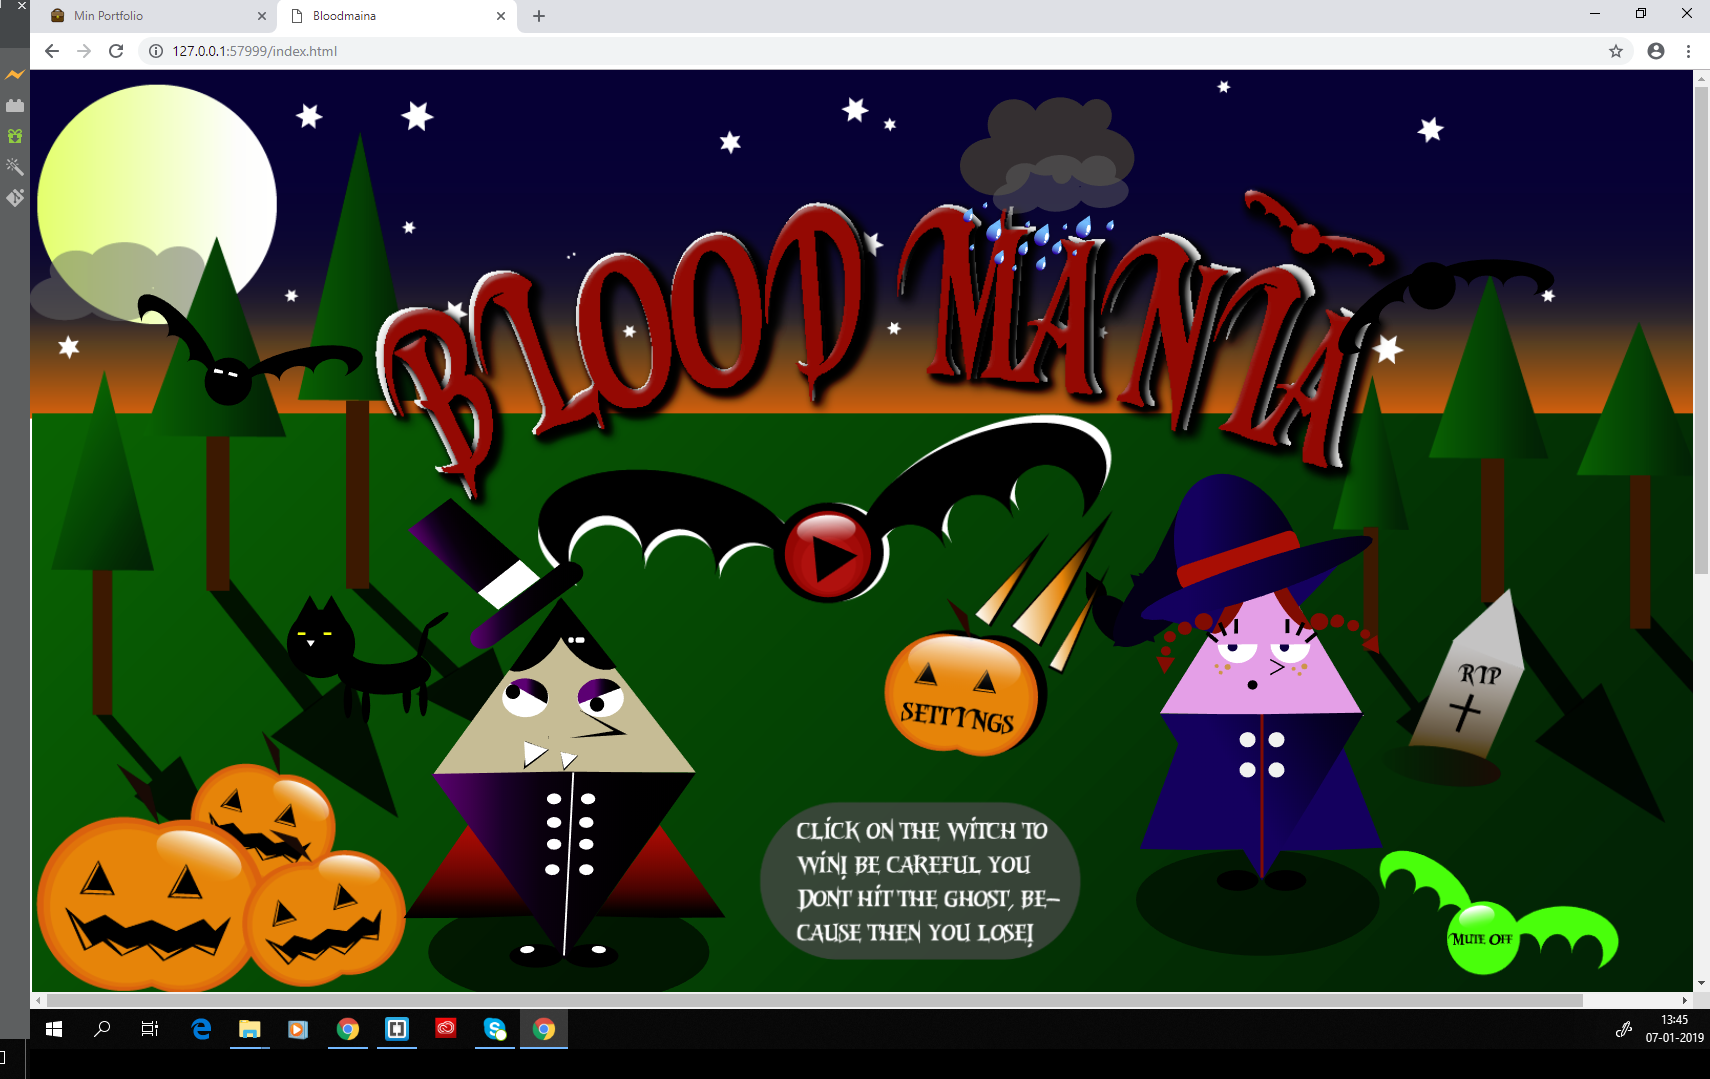 Min Portfolio
Bloodmaina
127.0.0.1:57999/index.html
BLOOD MANIA
SETTINGS
RIP
CLICK ON THE WITCH TO
WIN! BE CAREFUL YOU
DONT HIT THE GHOST, BE-
CAUSE THEN YOU LOSE!
MUTE OFF
13:45
07-01-2019